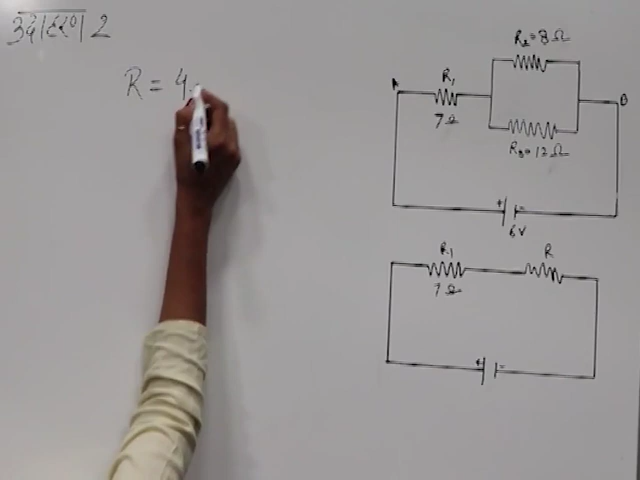 उदाहरण 2
R = 4.
R₂ = 8 Ω
A
R₁
B
7 Ω
R₃ = 12 Ω
+ -
6 V
R₁ R
7 Ω
+ -